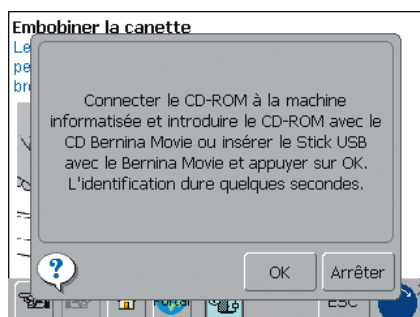 Embobiner la canette
Le
pe
br
Connecter le CD-ROM à la machine
informatisée et introduire le CD-ROM avec le
CD Bernina Movie ou insérer le Stick USB
avec le Bernina Movie et appuyer sur OK.
L'identification dure quelques secondes.
?
OK
Arrêter
ESC